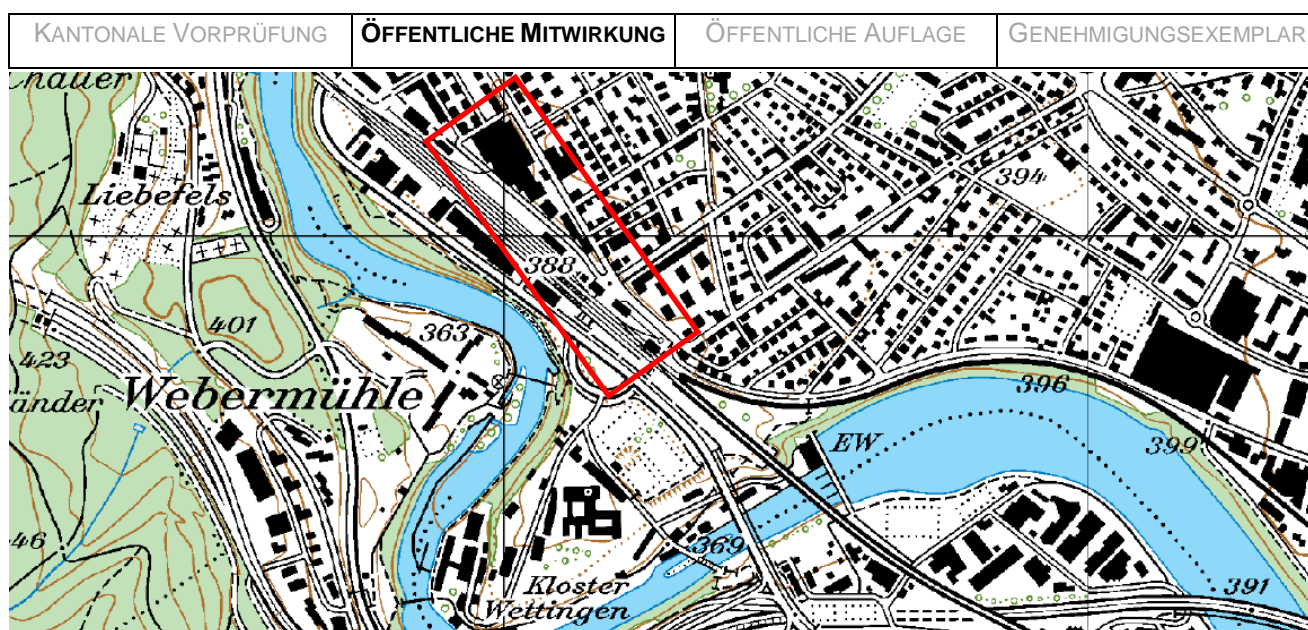 KANTONALE VORPRÜFUNG ÖFFENTLICHE MITWIRKUNG ÖFFENTLICHE AUFLAGE GENEHMIGUNGSEXEMPLAR
Liebefels
394
388
401
363
423
Webermühle
396
EW
399
46
369
Kloster
Wettingen
391